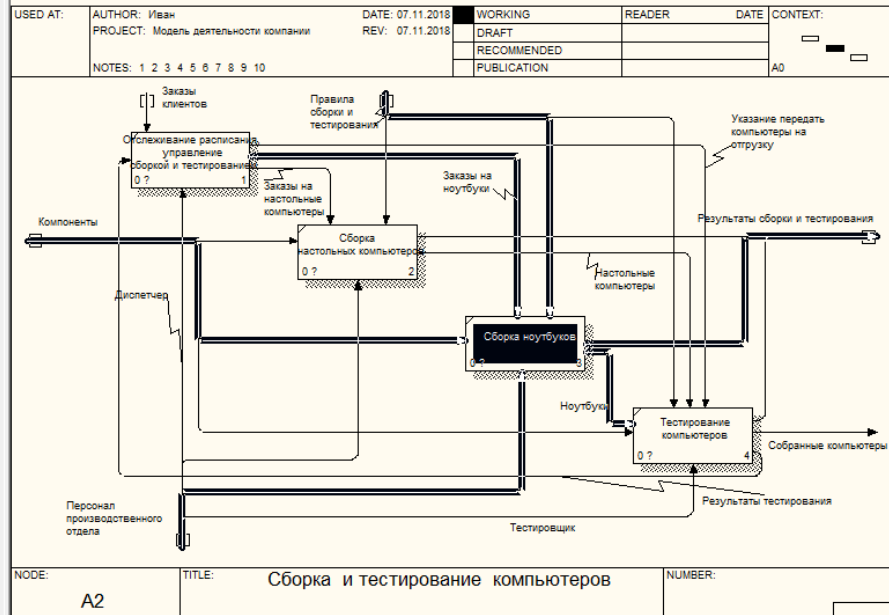 USED AT:
AUTHOR: Иван
DATE: 07.11.2018
WORKING
READER
DATE
CONTEXT:
PROJECT: Модель деятельности компании
REV: 07.11.2018
DRAFT
RECOMMENDED
NOTES: 1 2 3 4 5 6 7 8 9 10
PUBLICATION
A0
Заказы
клиентов
Правила
сборки и
тестирования
Указание передать
компьютеры на
отгрузку
Отслеживание расписания,
управление
сборкой и тестированием
0 ?
1
Заказы на
настольные
компьютеры
Заказы на
ноутбуки
Компоненты
Результаты сборки и тестирования
Сборка
настольных компьютеров
0 ?
2
Настольные
компьютеры
Диспетчер
Сборка ноутбуков
0 ?
3
Ноутбуки
Тестирование
компьютеров
0 ?
4
Собранные компьютеры
Результаты тестирования
Персонал
производственного
отдела
Тестировщик
NODE:
TITLE:
Сборка и тестирование компьютеров
NUMBER:
A2